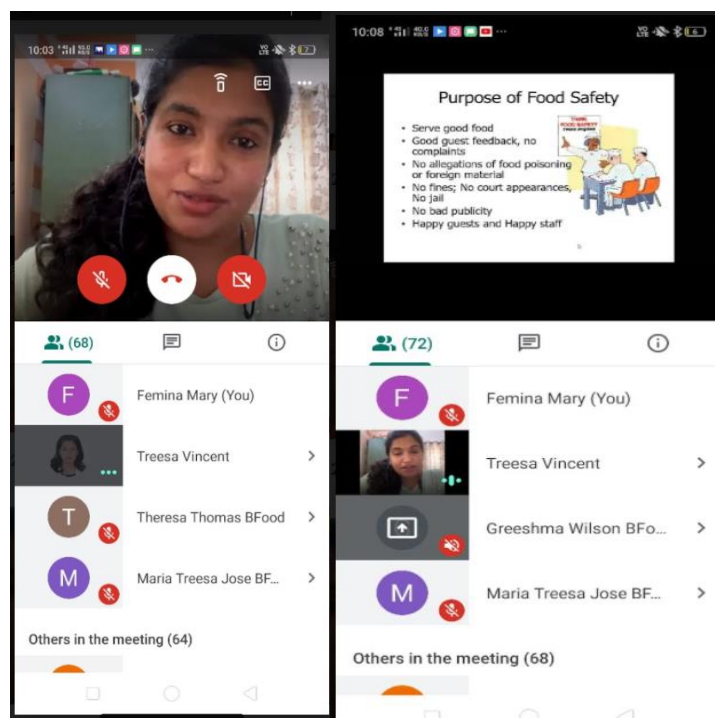 10:03
CC
(68)
F
Femina Mary (You)
Treesa Vincent
T
Theresa Thomas BFood
M
Maria Treesa Jose BF...
Others in the meeting (64)
10:08
Purpose of Food Safety
• Serve good food
• Good guest feedback, no
complaints
• No allegations of food poisoning
or foreign material
• No fines; No court appearances,
No jail
• No bad publicity
• Happy guests and Happy staff
THINK
FOOD SAFETY
(72)
F
Femina Mary (You)
Treesa Vincent
Greeshma Wilson BFo...
M
Maria Treesa Jose BF...
Others in the meeting (68)